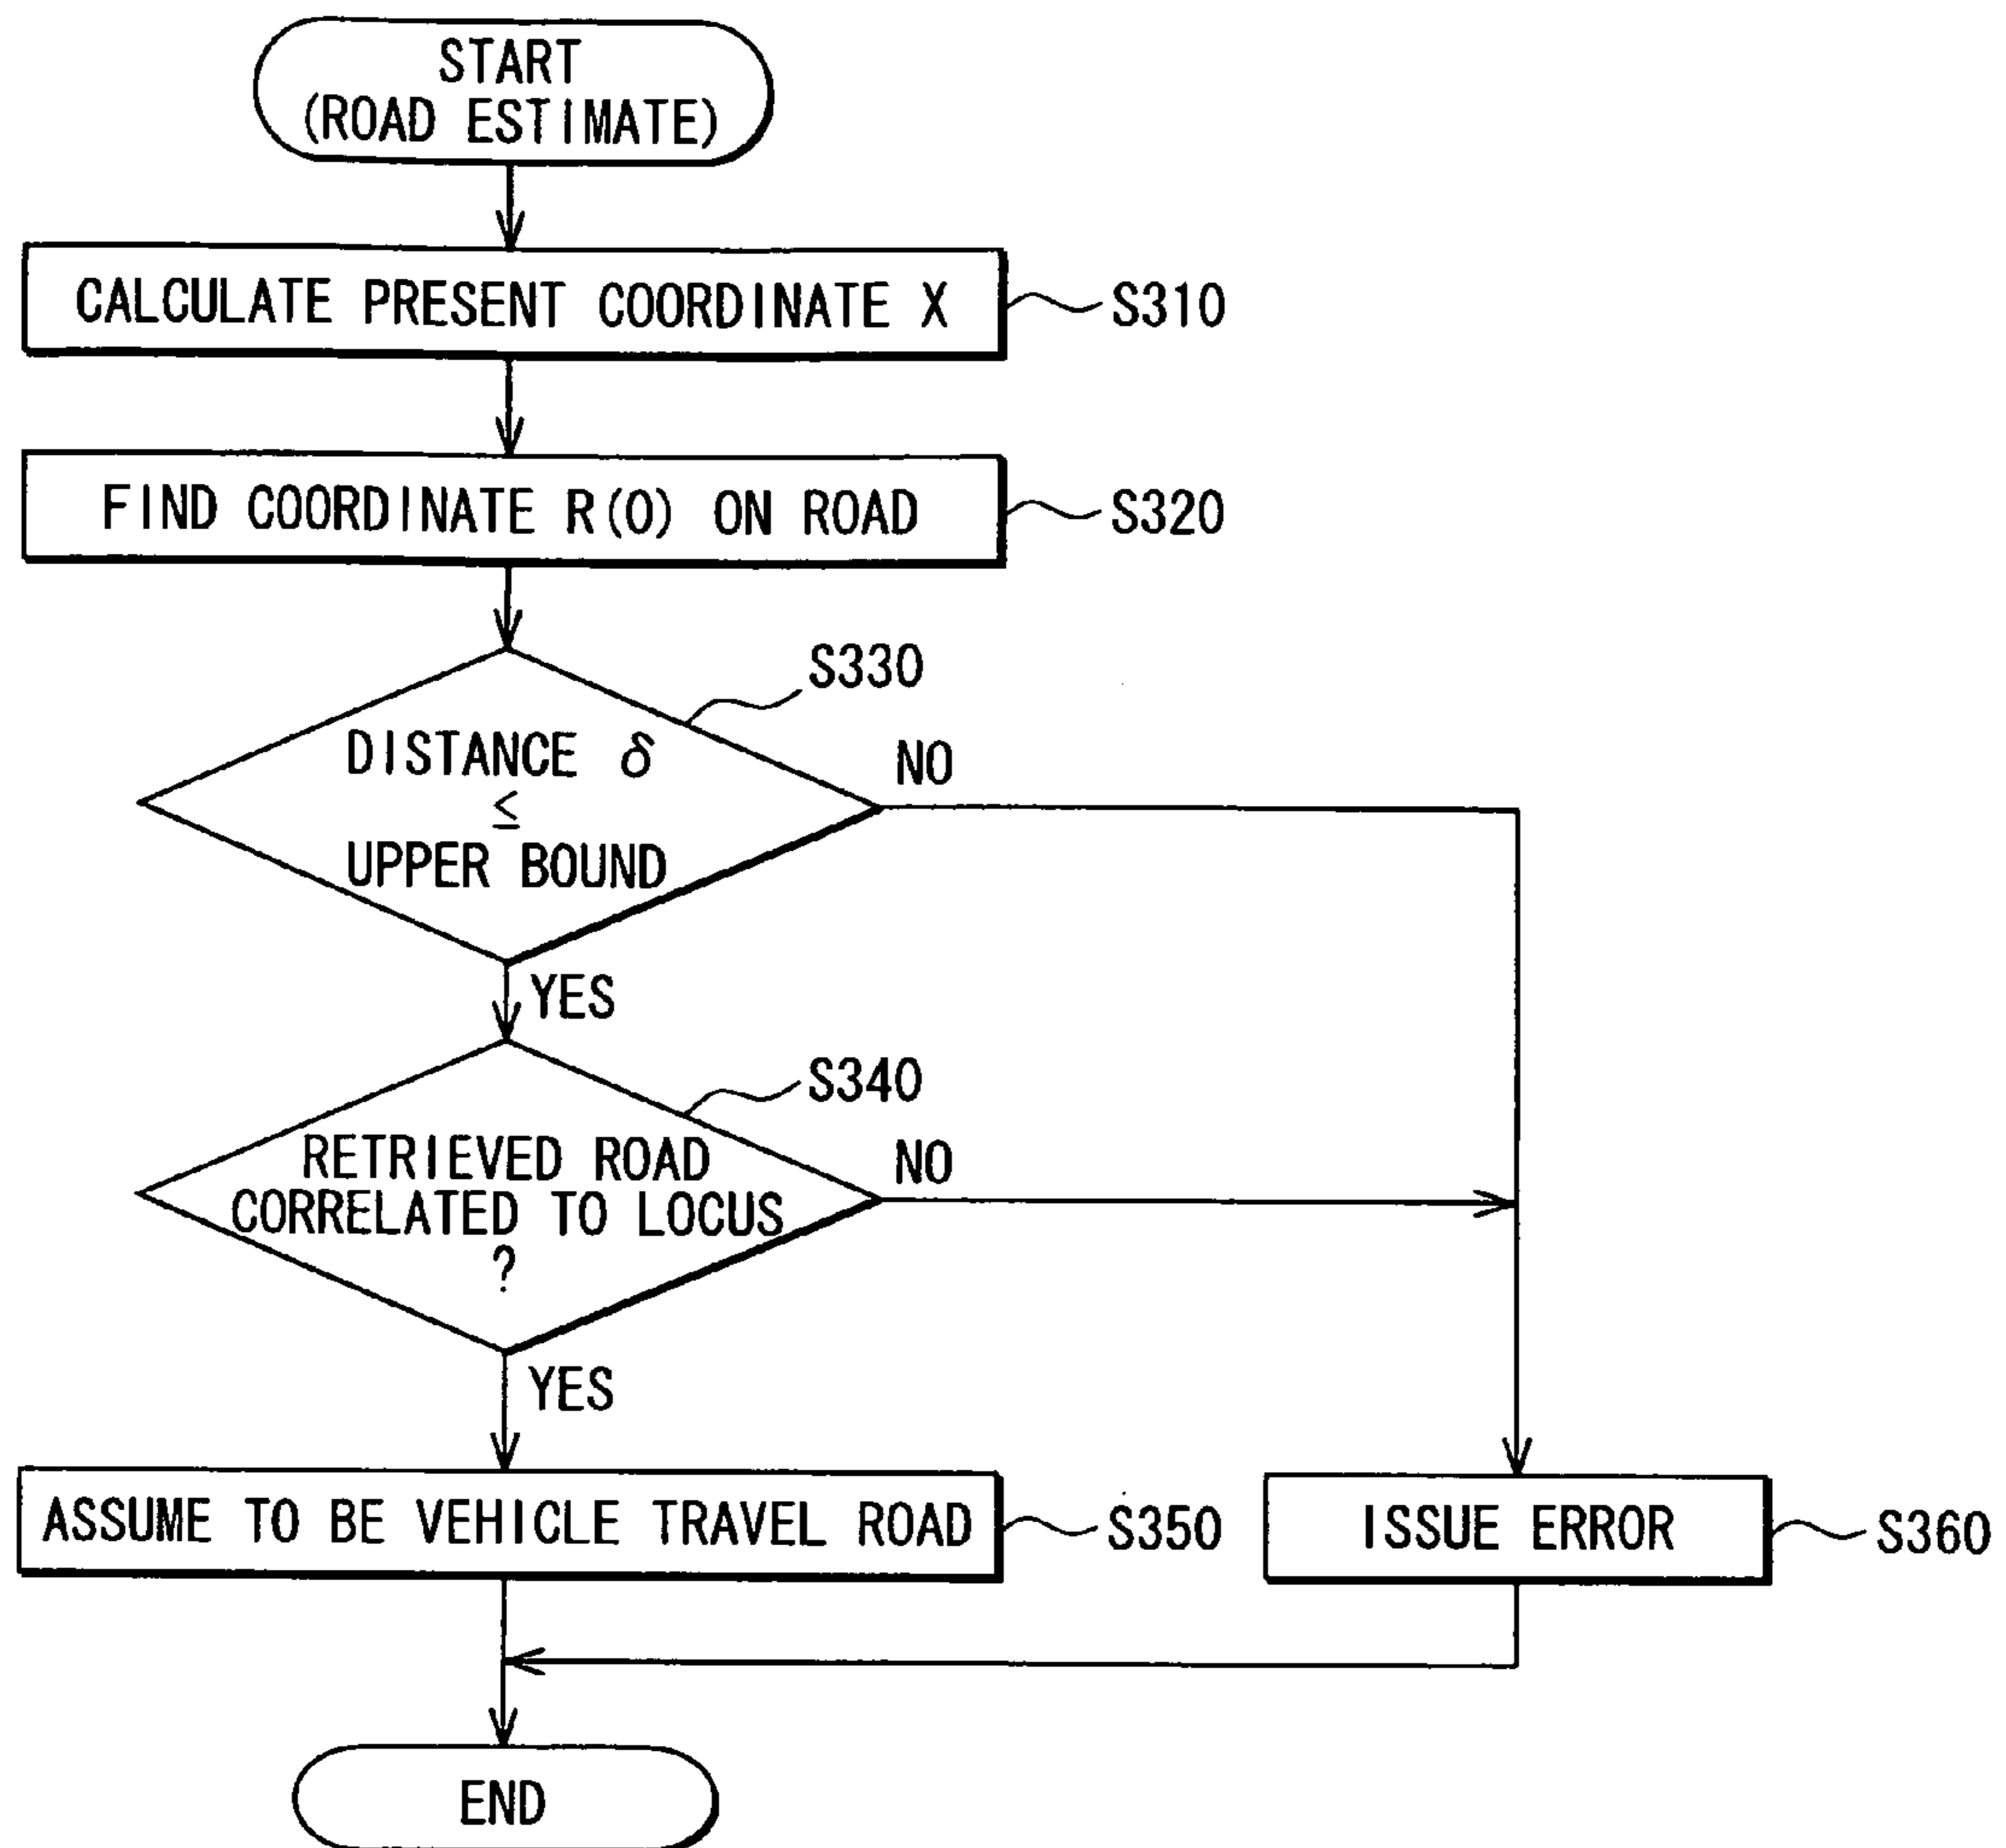 START
(ROAD ESTIMATE)
CALCULATE PRESENT COORDINATE X
S310
FIND COORDINATE R(0) ON ROAD
S320
S330
DISTANCE δ
≤
UPPER BOUND
NO
YES
S340
RETRIEVED ROAD
CORRELATED TO LOCUS
?
NO
YES
ASSUME TO BE VEHICLE TRAVEL ROAD
S350
ISSUE ERROR
S360
END